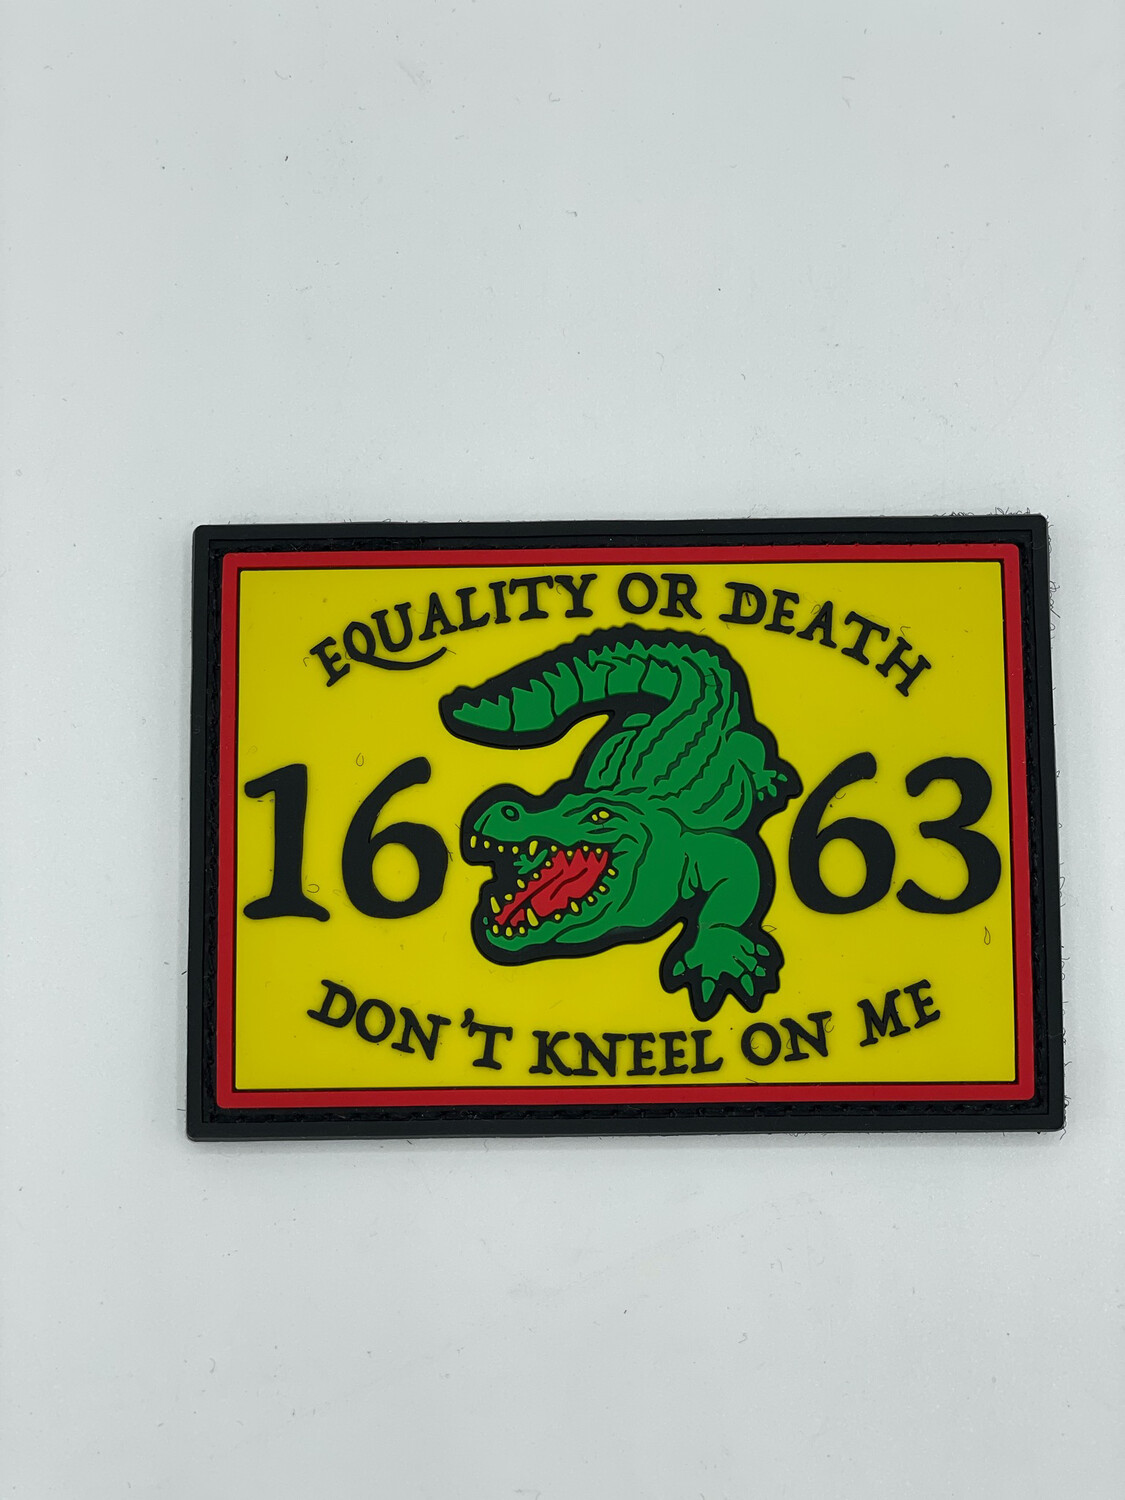 EQUALITY OR DEATH
16 63
DON'T KNEEL ON ME